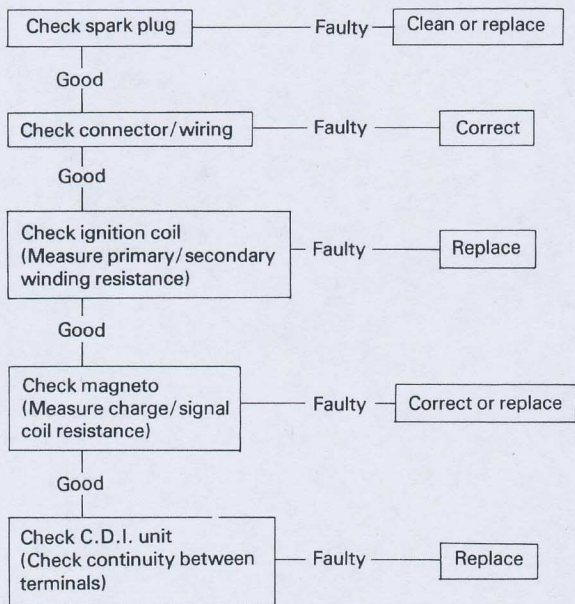 Check spark plug
Faulty
Clean or replace
Good
Check connector/wiring
Faulty
Correct
Good
Check ignition coil
(Measure primary/secondary
winding resistance)
Faulty
Replace
Good
Check magneto
(Measure charge/signal
coil resistance)
Faulty
Correct or replace
Good
Check C.D.I. unit
(Check continuity between
terminals)
Faulty
Replace